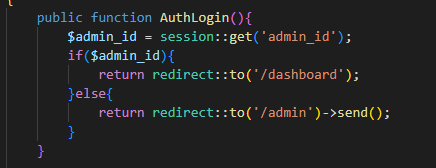 {
public function AuthLogin(){
$admin_id = session::get('admin_id');
if($admin_id){
return redirect::to('/dashboard');
}else{
return redirect::to('/admin')->send();
}
}